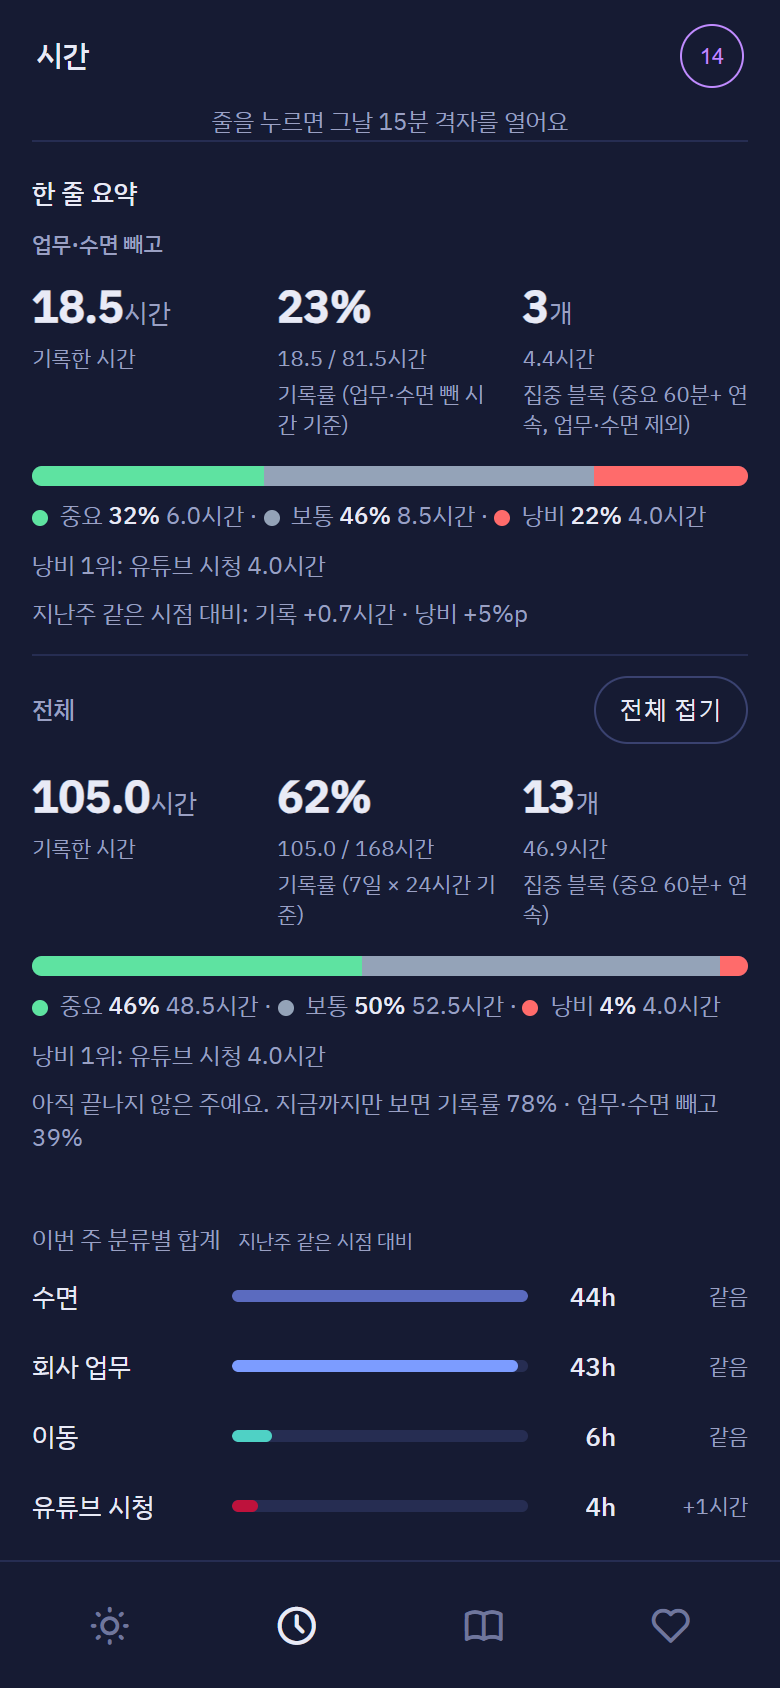 시간
14
줄을 누르면 그날 15분 격자를 열어요
한 줄 요약
업무·수면 빼고
18.5시간
23%
3개
기록한 시간
18.5 / 81.5시간
4.4시간
기록률 (업무·수면 뺀 시
간 기준)
집중 블록 (중요 60분+ 연
속, 업무·수면 제외)
중요 32% 6.0시간 · 보통 46% 8.5시간 · 낭비 22% 4.0시간
낭비 1위: 유튜브 시청 4.0시간
지난주 같은 시점 대비: 기록 +0.7시간 · 낭비 +5%p
전체
전체 접기
105.0시간
62%
13개
기록한 시간
105.0 / 168시간
46.9시간
기록률 (7일 × 24시간 기
준)
집중 블록 (중요 60분+ 연
속)
중요 46% 48.5시간 · 보통 50% 52.5시간 · 낭비 4% 4.0시간
낭비 1위: 유튜브 시청 4.0시간
아직 끝나지 않은 주예요. 지금까지만 보면 기록률 78% · 업무·수면 빼고
39%
이번 주 분류별 합계 지난주 같은 시점 대비
수면 44h 같음
회사 업무 43h 같음
이동 6h 같음
유튜브 시청 4h +1시간